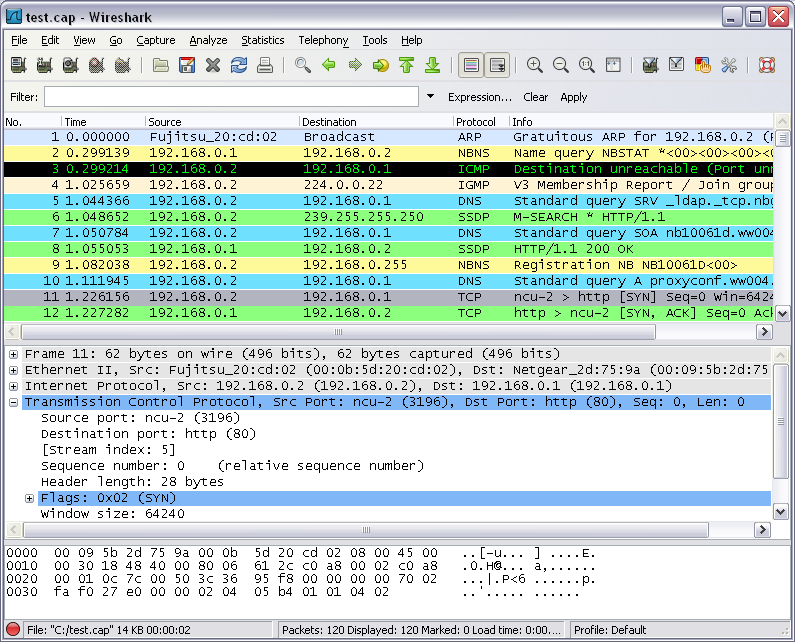 test.cap - Wireshark
File Edit View Go Capture Analyze Statistics Telephony Tools Help
Filter: Expression... Clear Apply
No. Time Source Destination Protocol Info
1 0.000000 Fujitsu_20:cd:02 Broadcast ARP Gratuitous ARP for 192.168.0.2 (
2 0.299139 192.168.0.1 192.168.0.2 NBNS Name query NBSTAT *<00><00><00><0
3 0.299214 192.168.0.2 192.168.0.1 ICMP Destination unreachable (Port unr
4 1.025659 192.168.0.2 224.0.0.22 IGMP V3 Membership Report / Join group
5 1.044366 192.168.0.2 192.168.0.1 DNS Standard query SRV _ldap._tcp.nbg
6 1.048652 192.168.0.2 239.255.255.250 SSDP M-SEARCH * HTTP/1.1
7 1.050784 192.168.0.2 192.168.0.1 DNS Standard query SOA nb10061d.ww004
8 1.055053 192.168.0.1 192.168.0.2 SSDP HTTP/1.1 200 OK
9 1.082038 192.168.0.2 192.168.0.255 NBNS Registration NB NB10061D<00>
10 1.111945 192.168.0.2 192.168.0.1 DNS Standard query A proxyconf.ww004.
11 1.226156 192.168.0.2 192.168.0.1 TCP ncu-2 > http [SYN] Seq=0 Win=6424
12 1.227282 192.168.0.1 192.168.0.2 TCP http > ncu-2 [SYN, ACK] Seq=0 Ack
Frame 11: 62 bytes on wire (496 bits), 62 bytes captured (496 bits)
Ethernet II, Src: Fujitsu_20:cd:02 (00:0b:5d:20:cd:02), Dst: Netgear_2d:75:9a (00:09:5b:2d:75
Internet Protocol, Src: 192.168.0.2 (192.168.0.2), Dst: 192.168.0.1 (192.168.0.1)
Transmission Control Protocol, Src Port: ncu-2 (3196), Dst Port: http (80), Seq: 0, Len: 0
Source port: ncu-2 (3196)
Destination port: http (80)
[Stream index: 5]
Sequence number: 0 (relative sequence number)
Header length: 28 bytes
Flags: 0x02 (SYN)
Window size: 64240
0000 00 09 5b 2d 75 9a 00 0b 5d 20 cd 02 08 00 45 00 ..[-u... ] ....E.
0010 00 30 18 48 40 00 80 06 61 2c c0 a8 00 02 c0 a8 .0.H@... a,......
0020 00 01 0c 7c 00 50 3c 36 95 f8 00 00 00 00 70 02 ...|.P<6 ......p.
0030 fa f0 27 e0 00 00 02 04 05 b4 01 01 04 02 ..'..... ......
File: "C:/test.cap" 14 KB 00:00:02 Packets: 120 Displayed: 120 Marked: 0 Load time: 0:00.... Profile: Default